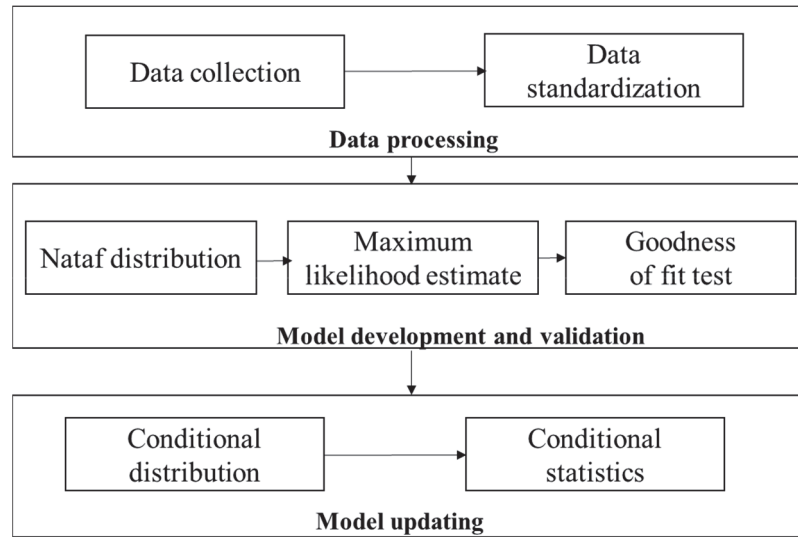 Data collection
Data
standardization
Data processing
Nataf distribution
Maximum
likelihood estimate
Goodness
of fit test
Model development and validation
Conditional
distribution
Conditional
statistics
Model updating